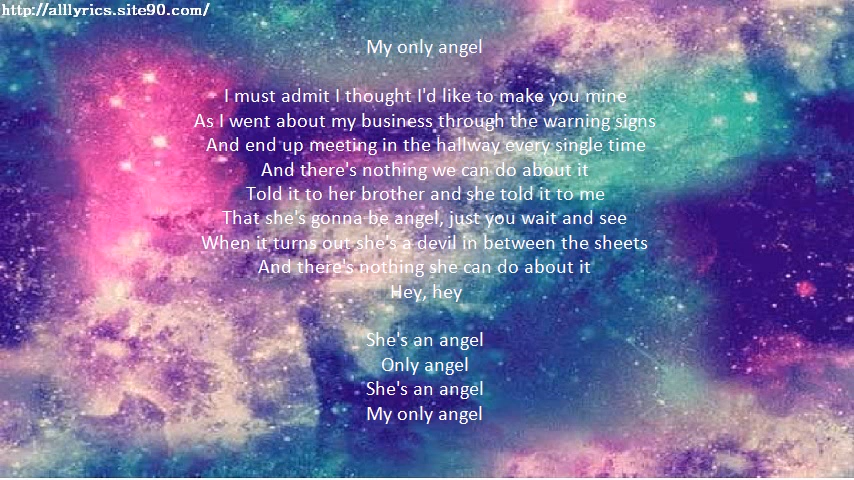 http://alllyrics.site90.com/
My only angel
I must admit I thought I'd like to make you mine
As I went about my business through the warning signs
And end up meeting in the hallway every single time
And there's nothing we can do about it
Told it to her brother and she told it to me
That she's gonna be angel, just you wait and see
When it turns out she's a devil in between the sheets
And there's nothing she can do about it
Hey, hey
She's an angel
Only angel
She's an angel
My only angel